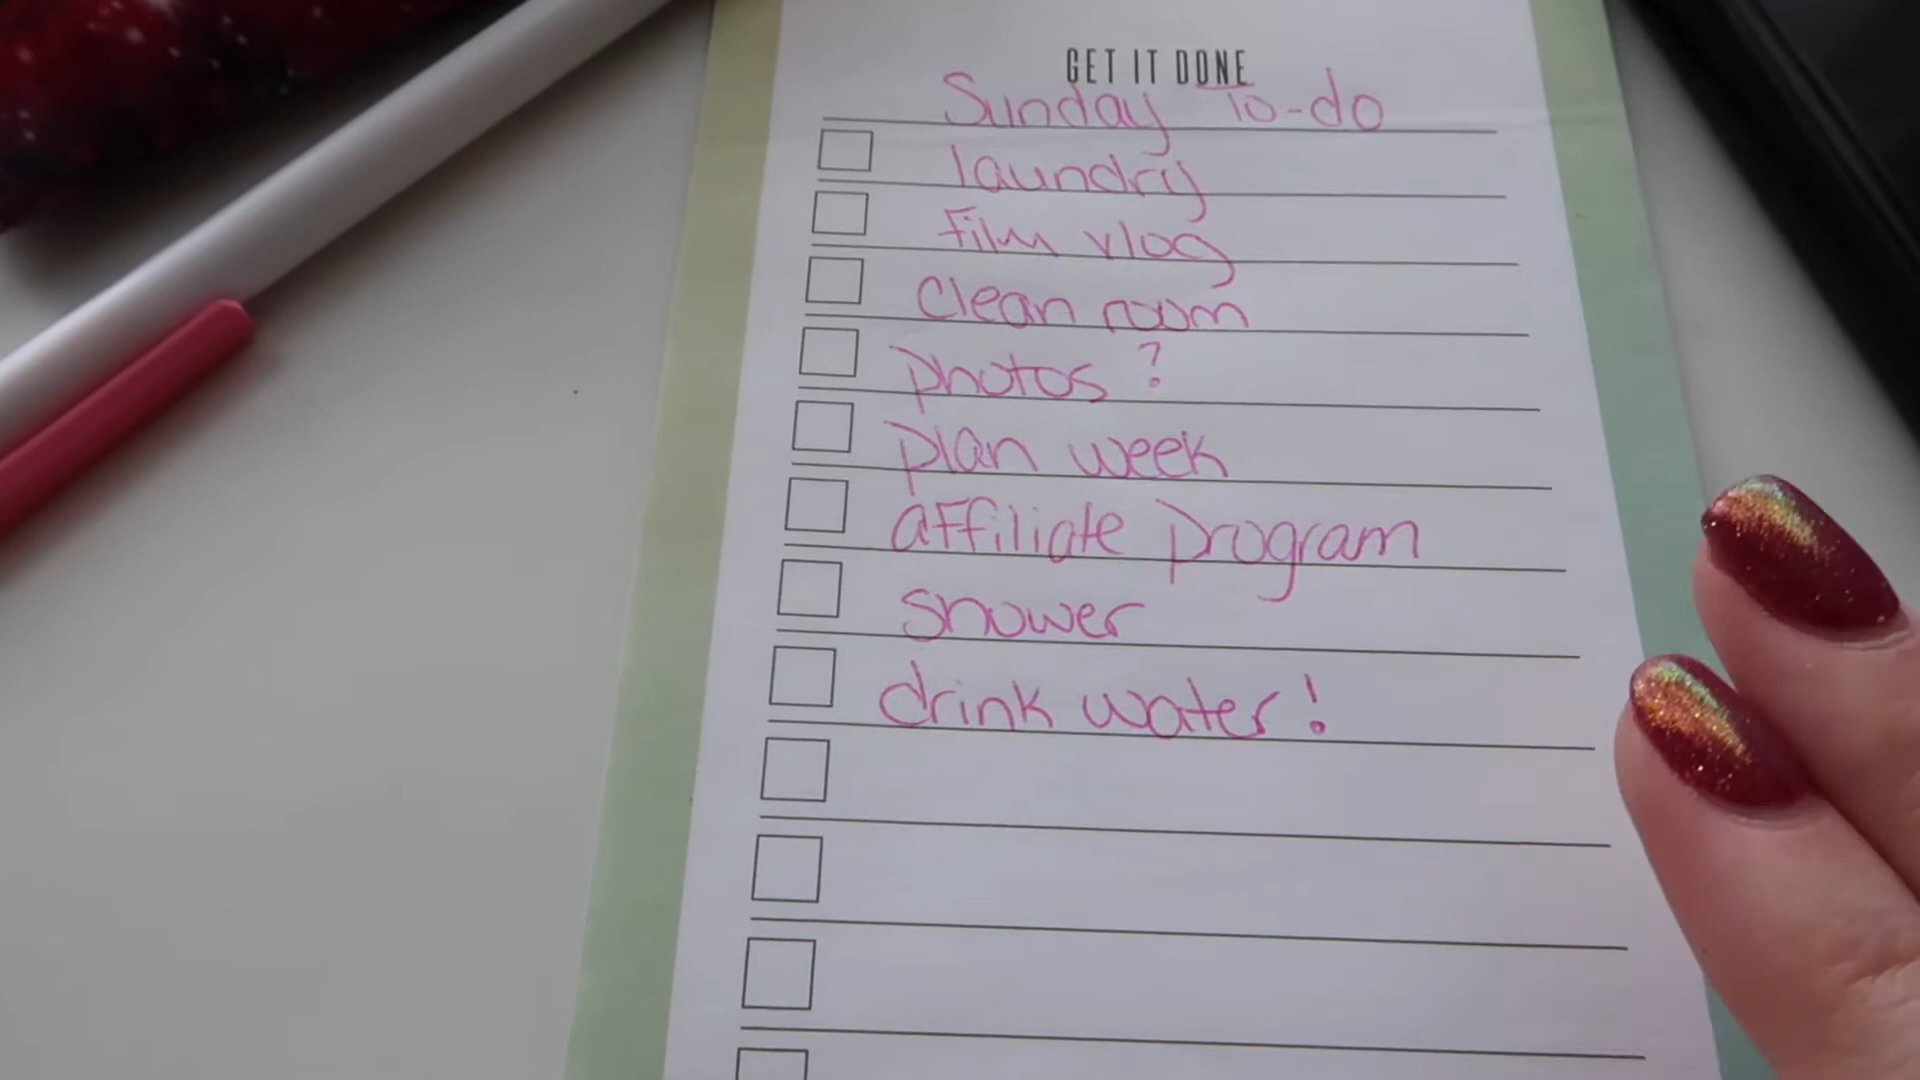 GET IT DONE
Sunday To-do
laundry
film vlog
clean room
photos ?
plan week
affiliate program
shower
drink water!